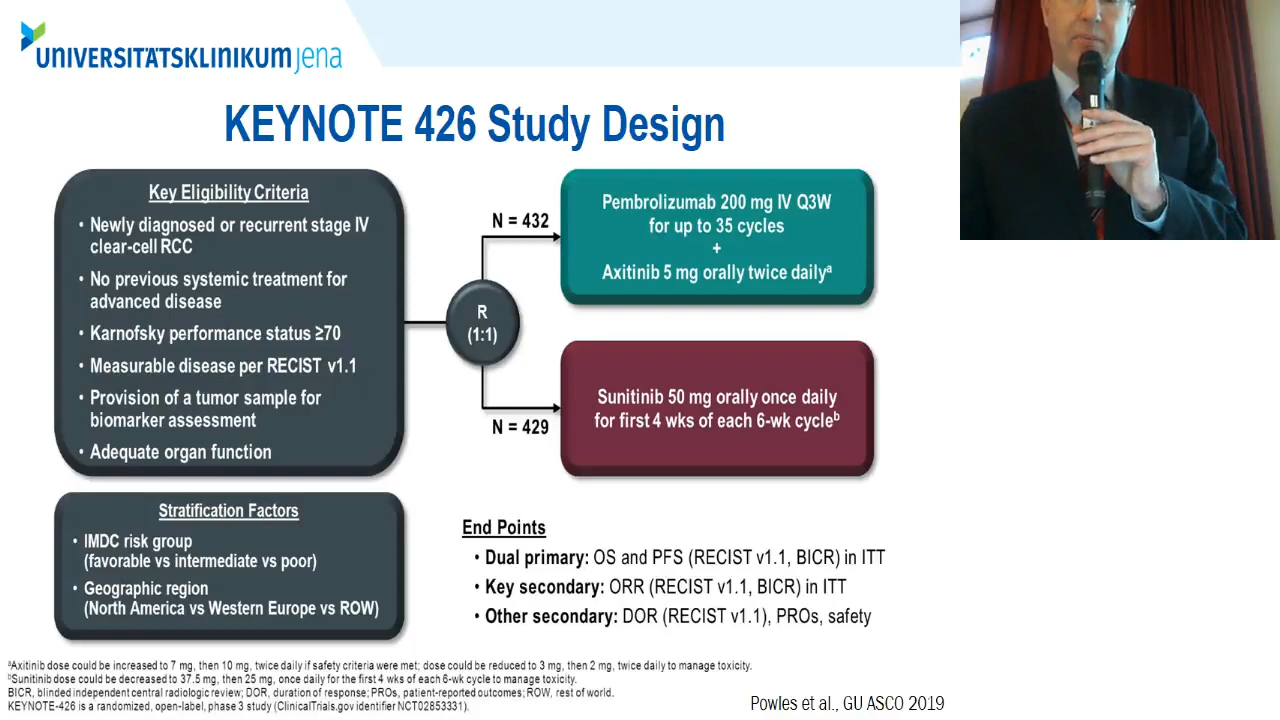 UNIVERSITÄTSKLINIKUM jena
KEYNOTE 426 Study Design
Key Eligibility Criteria
• Newly diagnosed or recurrent stage IV
clear-cell RCC
• No previous systemic treatment for
advanced disease
• Karnofsky performance status ≥70
• Measurable disease per RECIST v1.1
• Provision of a tumor sample for
biomarker assessment
• Adequate organ function
Stratification Factors
• IMDC risk group
(favorable vs intermediate vs poor)
• Geographic region
(North America vs Western Europe vs ROW)
R
(1:1)
N = 432
N = 429
Pembrolizumab 200 mg IV Q3W
for up to 35 cycles
+
Axitinib 5 mg orally twice dailyᵃ
Sunitinib 50 mg orally once daily
for first 4 wks of each 6-wk cycleᵇ
End Points
• Dual primary: OS and PFS (RECIST v1.1, BICR) in ITT
• Key secondary: ORR (RECIST v1.1, BICR) in ITT
• Other secondary: DOR (RECIST v1.1), PROs, safety
ᵃAxitinib dose could be increased to 7 mg, then 10 mg, twice daily if safety criteria were met; dose could be reduced to 3 mg, then 2 mg, twice daily to manage toxicity.
ᵇSunitinib dose could be decreased to 37.5 mg, then 25 mg, once daily for the first 4 wks of each 6-wk cycle to manage toxicity.
BICR, blinded independent central radiologic review; DOR, duration of response; PROs, patient-reported outcomes; ROW, rest of world.
KEYNOTE-426 is a randomized, open-label, phase 3 study (ClinicalTrials.gov identifier NCT02853331).
Powles et al., GU ASCO 2019